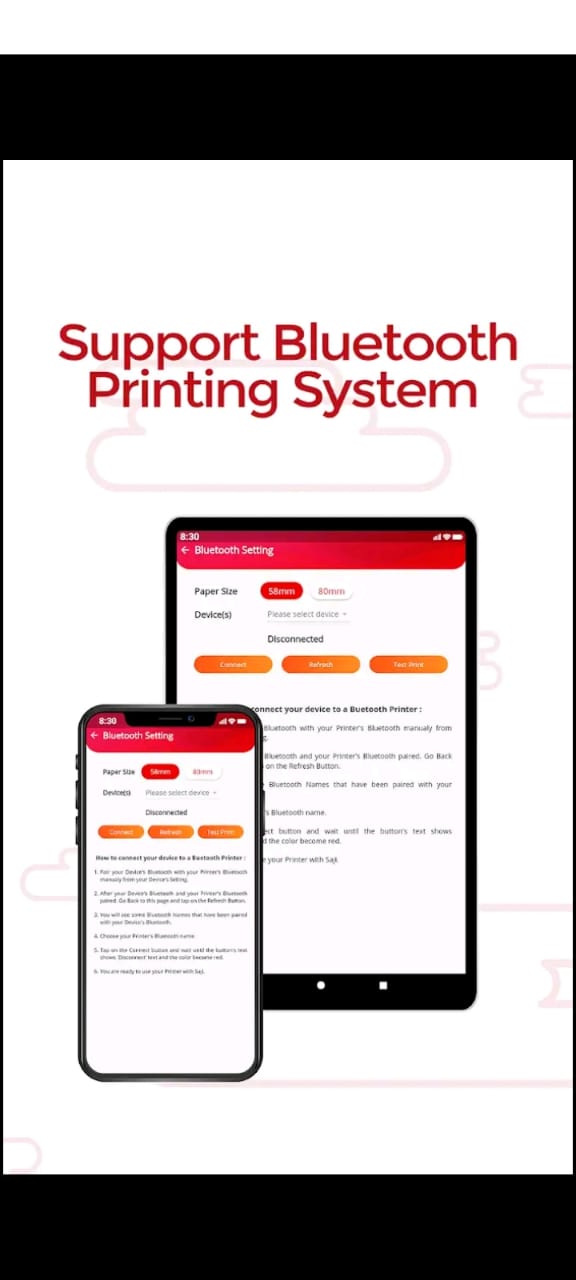 Support Bluetooth
Printing System
8:30
Bluetooth Setting
Paper Size
58mm
80mm
Device(s)
Please select device
Disconnected
Connect
Refresh
Test Print
connect your device to a Buetooth Printer :
Bluetooth with your Printer's Bluetooth manualy from
g.
Bluetooth and your Printer's Bluetooth paired. Go Back
on the Refresh Button.
Bluetooth Names that have been paired with your
's Bluetooth name.
ect button and wait until the button's text shows
d the color become red.
e your Printer with Saji.
8:30
Bluetooth Setting
Paper Size
58mm
80mm
Device(s)
Please select device
Disconnected
Connect
Refresh
Test Print
How to connect your device to a Buetooth Printer :
1. Pair your Device's Bluetooth with your Printer's Bluetooth
manualy from your Device's Setting.
2. After your Device's Bluetooth and your Printer's Bluetooth
paired. Go Back to this page and tap on the Refresh Button.
3. You will see some Bluetooth Names that have been paired
with your Device's Bluetooth.
4. Choose your Printer's Bluetooth name.
5. Tap on the Connect button and wait until the button's text
shows 'Disconnect' text and the color become red.
6. You are ready to use your Printer with Saji.